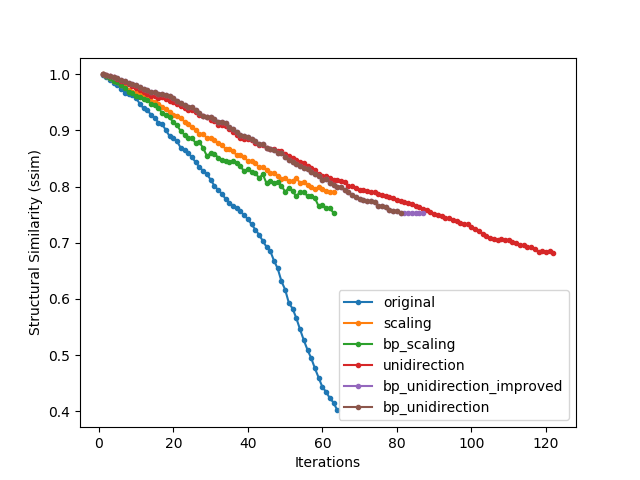 1.0
0.9
0.8
0.7
0.6
0.5
0.4
Structural Similarity (ssim)
0 20 40 60 80 100 120
Iterations
original
scaling
bp_scaling
unidirection
bp_unidirection_improved
bp_unidirection